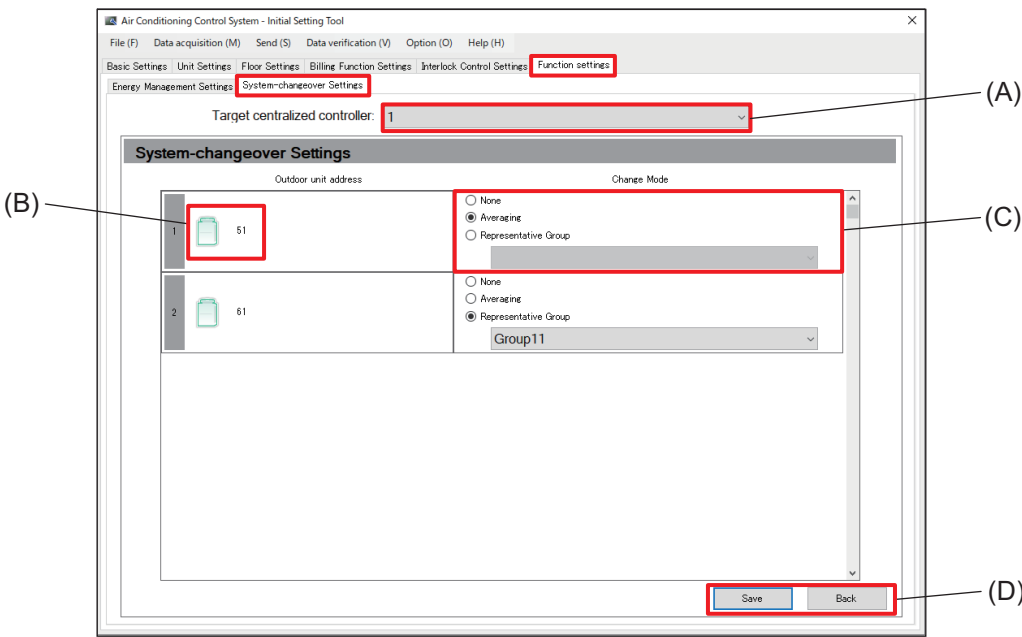 Air Conditioning Control System - Initial Setting Tool
File (F) Data acquisition (M) Send (S) Data verification (V) Option (O) Help (H)
Basic Settings Unit Settings Floor Settings Billing Function Settings Interlock Control Settings Function settings
Energy Management Settings System-changeover Settings
(A)
Target centralized controller: 1
System-changeover Settings
Outdoor unit address Change Mode
(B)
1 51
None
Averaging
Representative Group
(C)
2 61
None
Averaging
Representative Group
Group11
Save Back
(D)